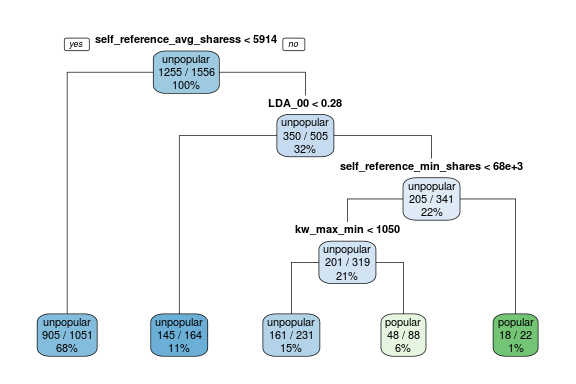 self_reference_avg_sharess < 5914
yes
no
unpopular
1255 / 1556
100%
LDA_00 < 0.28
unpopular
350 / 505
32%
self_reference_min_shares < 68e+3
unpopular
205 / 341
22%
kw_max_min < 1050
unpopular
201 / 319
21%
unpopular
905 / 1051
68%
unpopular
145 / 164
11%
unpopular
161 / 231
15%
popular
48 / 88
6%
popular
18 / 22
1%